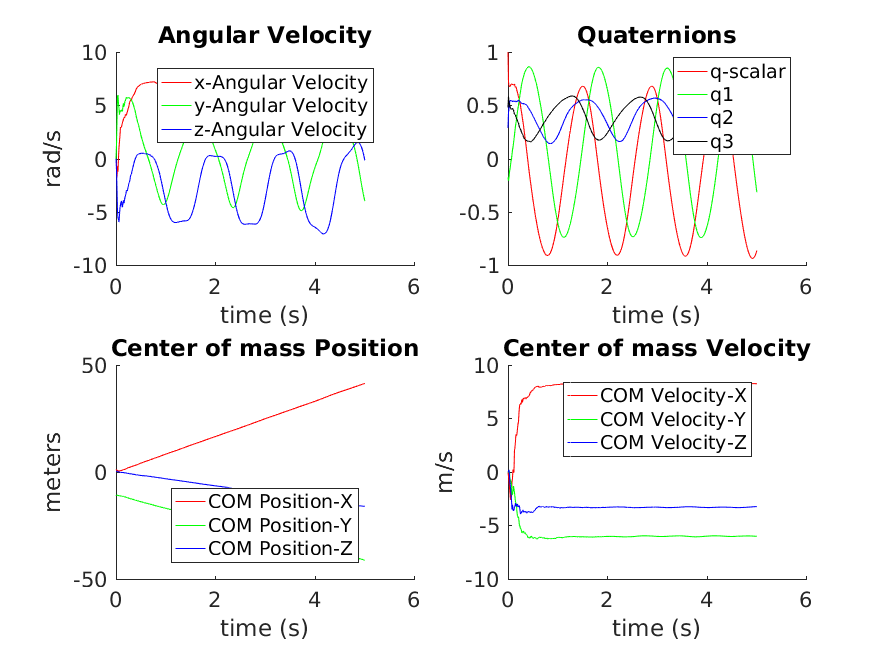 Angular Velocity
10
5
0
-5
-10
rad/s
x-Angular Velocity
y-Angular Velocity
z-Angular Velocity
0
2
4
6
time (s)
Quaternions
1
0.5
0
-0.5
-1
q-scalar
q1
q2
q3
0
2
4
6
time (s)
Center of mass Position
50
0
-50
meters
COM Position-X
COM Position-Y
COM Position-Z
0
2
4
6
time (s)
Center of mass Velocity
10
5
0
-5
-10
m/s
COM Velocity-X
COM Velocity-Y
COM Velocity-Z
0
2
4
6
time (s)